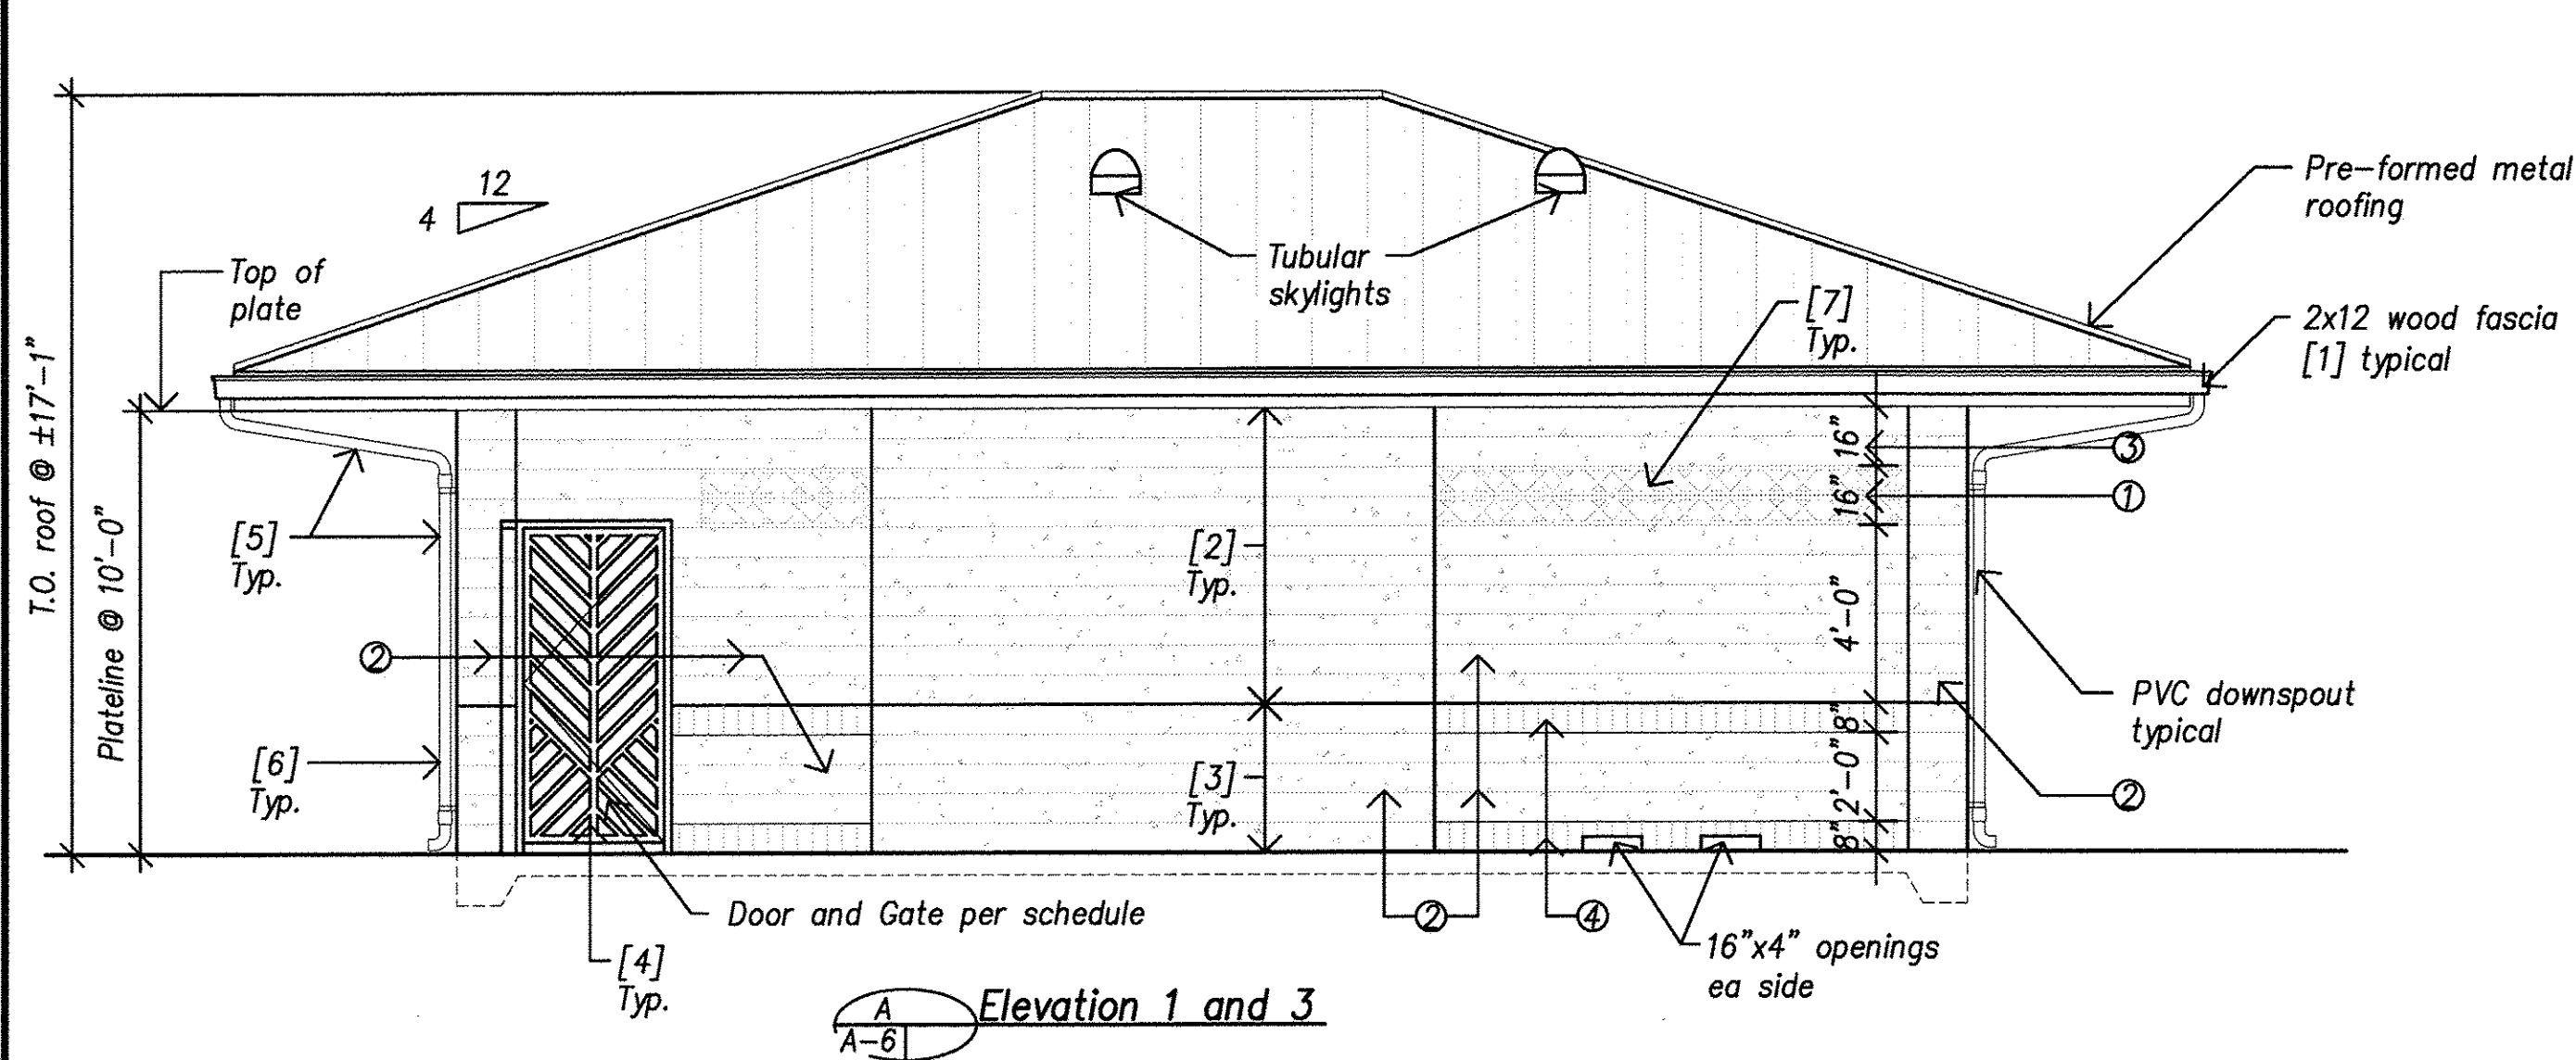 12
4
Pre-formed metal
roofing
Top of
plate
Tubular
skylights
[7]
Typ.
2x12 wood fascia
[1] typical
T.O. roof @ ±17'-1"
Plateline @ 10'-0"
16"
3
16"
1
[5]
Typ.
[2]
Typ.
4'-0"
2
PVC downspout
typical
8"
[6]
Typ.
[3]
Typ.
2'-0"
2
8"
Door and Gate per schedule
2
4
16"x4" openings
ea side
[4]
Typ.
A
A-6
Elevation 1 and 3